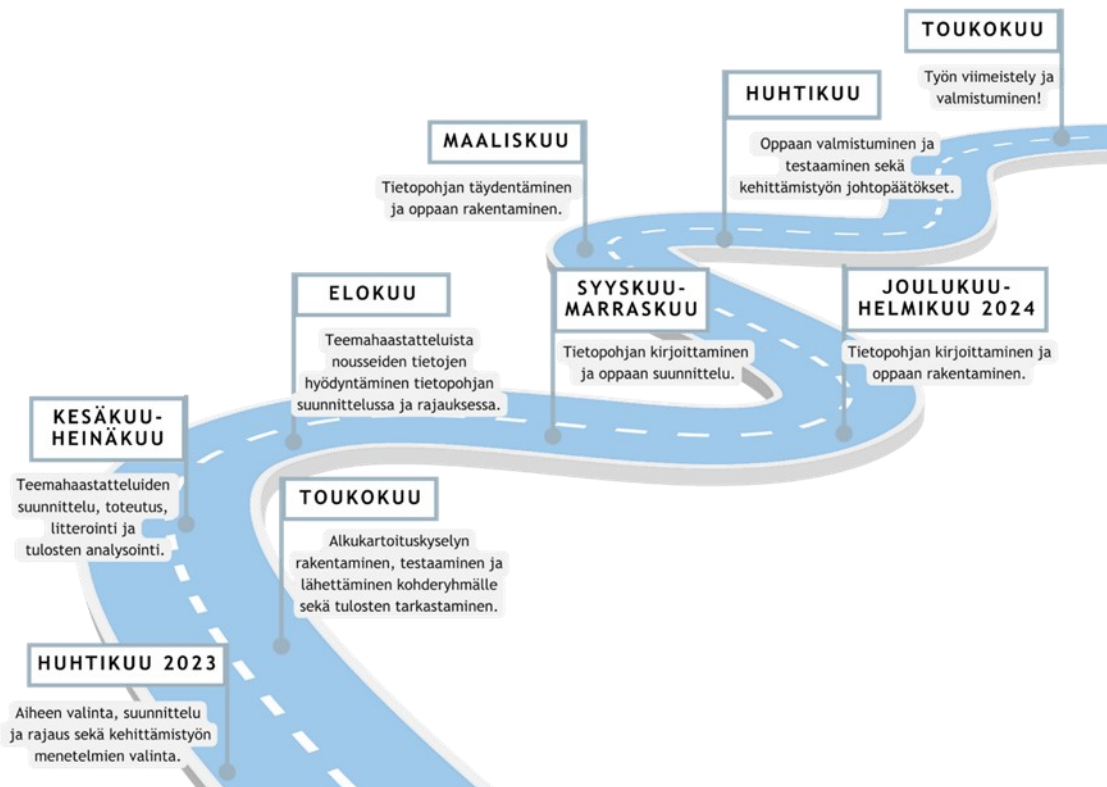 HUHTIKUU 2023
Aiheen valinta, suunnittelu
ja rajaus sekä kehittämistyön
menetelmien valinta.
TOUKOKUU
Alkukartoituskyselyn
rakentaminen, testaaminen ja
lähettäminen kohderyhmälle
sekä tulosten tarkastaminen.
KESÄKUU-
HEINÄKUU
Teemahaastatteluiden
suunnittelu, toteutus,
litterointi ja
tulosten analysointi.
ELOKUU
Teemahaastatteluista
nousseiden tietojen
hyödyntäminen tietopohjan
suunnittelussa ja rajauksessa.
SYYSKUU-
MARRASKUU
Tietopohjan kirjoittaminen
ja oppaan suunnittelu.
JOULUKUU-
HELMIKUU 2024
Tietopohjan kirjoittaminen ja
oppaan rakentaminen.
MAALISKUU
Tietopohjan täydentäminen
ja oppaan rakentaminen.
HUHTIKUU
Oppaan valmistuminen ja
testaaminen sekä
kehittämistyön johtopäätökset.
TOUKOKUU
Työn viimeistely ja
valmistuminen!